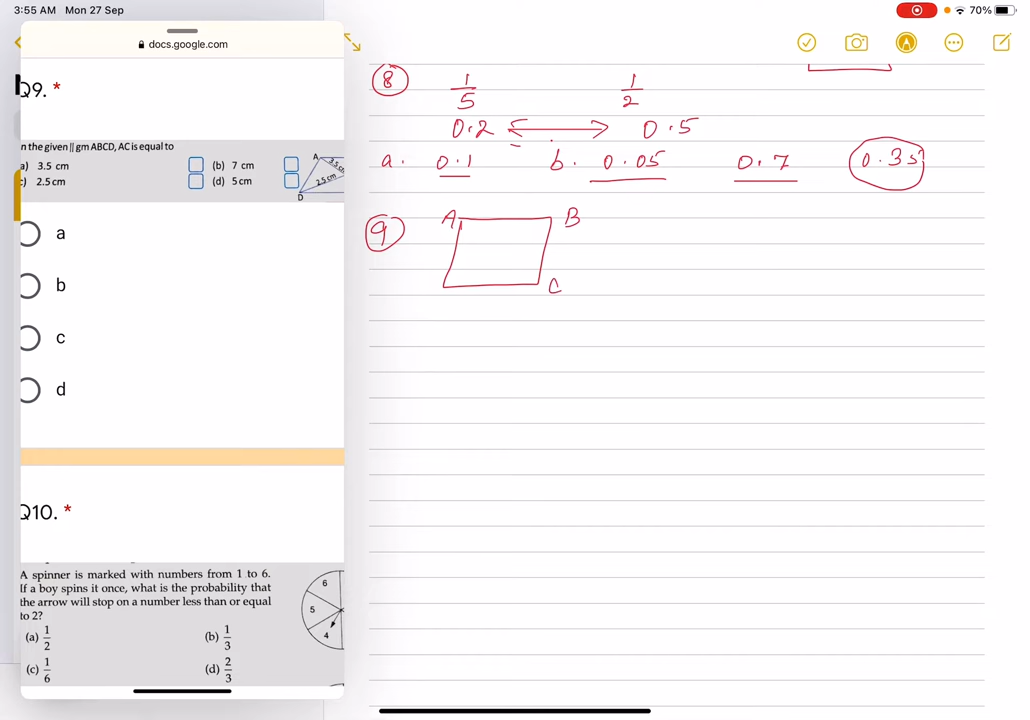 3:55 AM Mon 27 Sep
70%
docs.google.com
Q9. *
n the given || gm ABCD, AC is equal to
a) 3.5 cm (b) 7 cm
) 2.5 cm (d) 5 cm
A
3.5 cm
2.5 cm
D
a
b
c
d
Q10. *
A spinner is marked with numbers from 1 to 6.
If a boy spins it once, what is the probability that
the arrow will stop on a number less than or equal
to 2?
(a) 1/2 (b) 1/3
(c) 1/6 (d) 2/3
6
5
4
8 1/5 1/2
0.2 0.5
a. 0.1 b. 0.05 0.7 0.35
9 A B
C